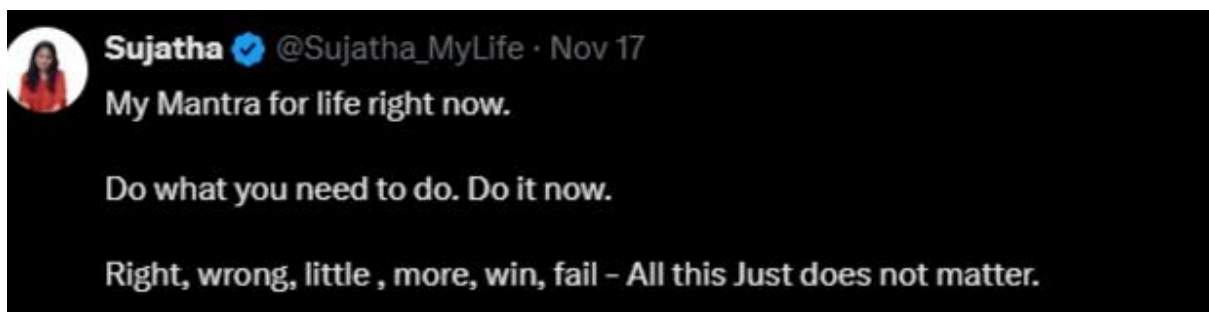 Sujatha @Sujatha_MyLife · Nov 17
My Mantra for life right now.
Do what you need to do. Do it now.
Right, wrong, little , more, win, fail – All this Just does not matter.